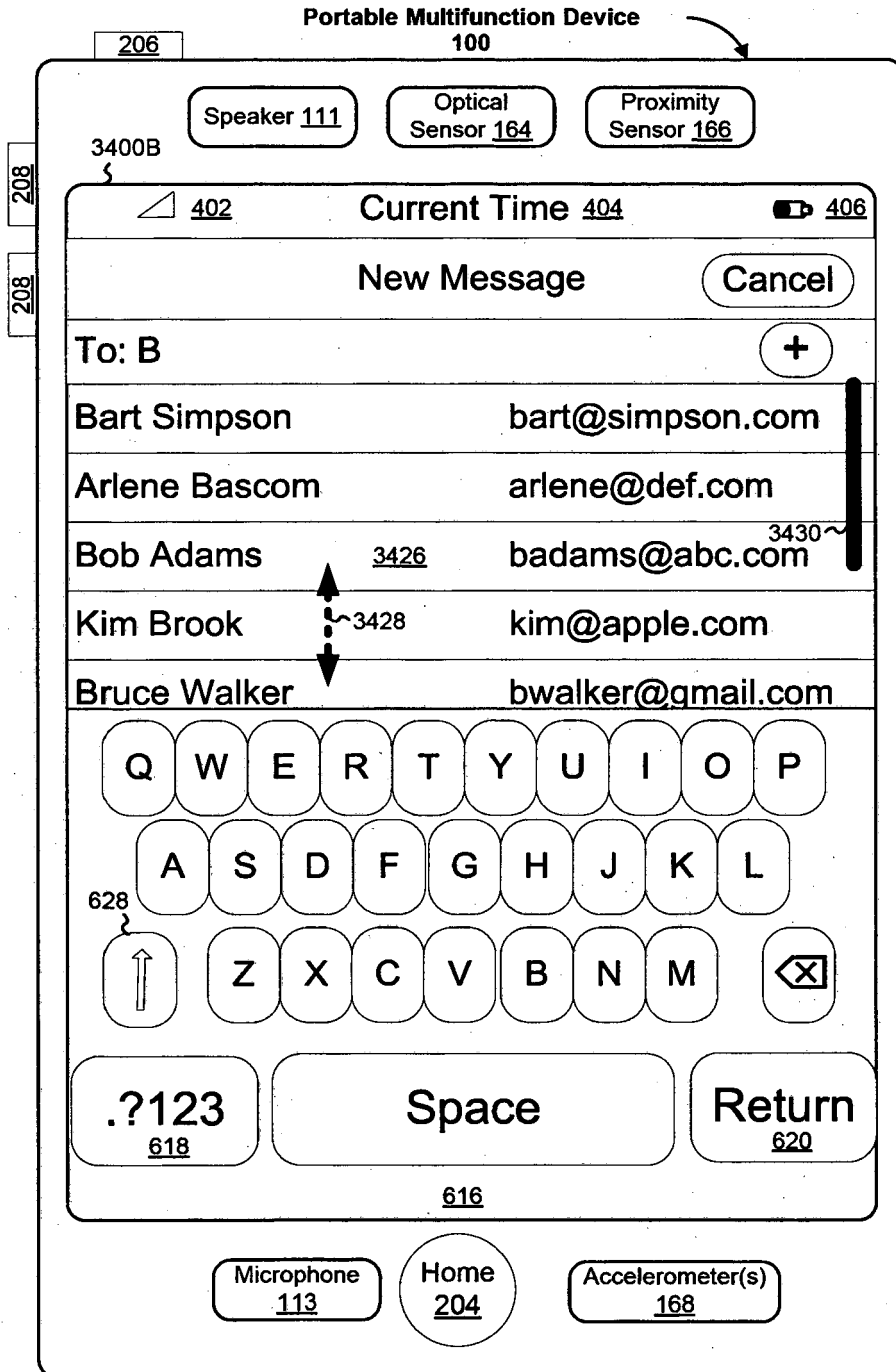 Portable Multifunction Device
100
206
Speaker 111
Optical
Sensor 164
Proximity
Sensor 166
3400B
208
208
402 Current Time 404 406
New Message Cancel
To: B +
Bart Simpson bart@simpson.com
Arlene Bascom arlene@def.com
3430
Bob Adams 3426 badams@abc.com
3428
Kim Brook kim@apple.com
Bruce Walker bwalker@gmail.com
Q W E R T Y U I O P
A S D F G H J K L
628
Z X C V B N M
.?123 Space Return
618 620
616
Microphone
113
Home
204
Accelerometer(s)
168